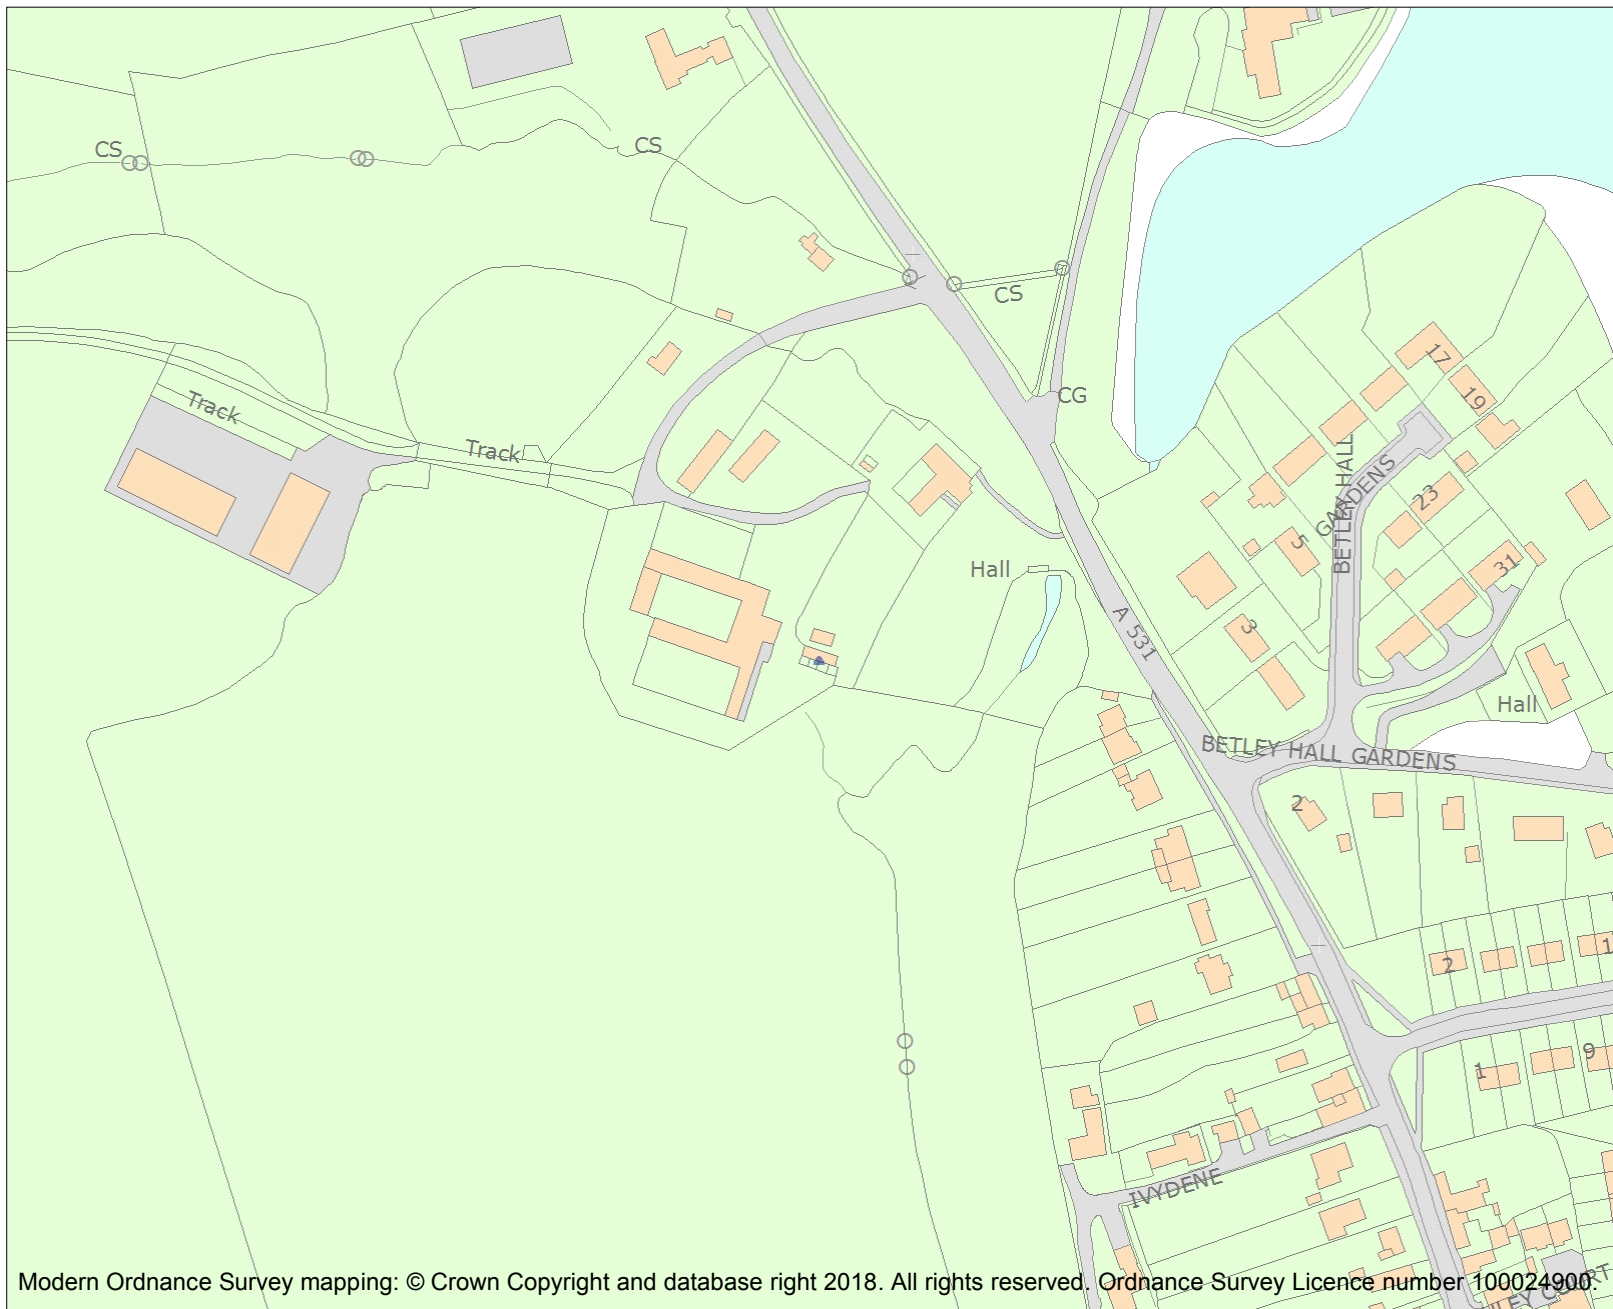 CS
CS
CS
CG
Track
Track
17
19
BETLEY HALL
GARDENS
23
5
31
Hall
A 531
3
Hall
BETLEY HALL GARDENS
2
2
1
1
9
IVYDENE
LEY COURT
Modern Ordnance Survey mapping: © Crown Copyright and database right 2018. All rights reserved. Ordnance Survey Licence number 100024900.